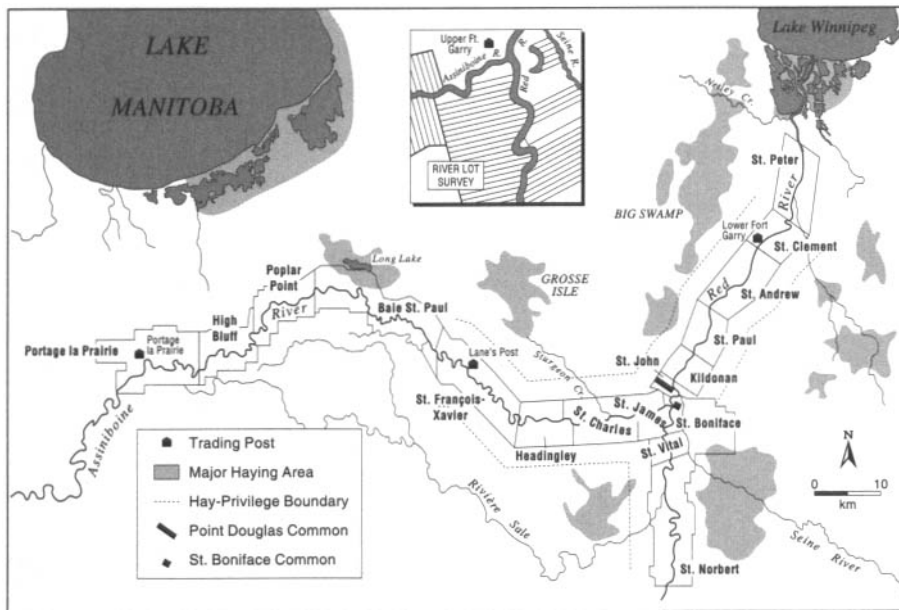 LAKE
MANITOBA
Upper Ft.
Garry
Assiniboine R.
Red R.
Seine R.
RIVER LOT
SURVEY
Lake Winnipeg
Netley Cr.
St. Peter
River
BIG SWAMP
Lower Fort
Garry
St. Clement
Red
St. Andrew
St. Paul
St. John
Kildonan
Long Lake
GROSSE
ISLE
Poplar
Point
River
Baie St. Paul
High
Bluff
Portage la Prairie
Portage
la Prairie
Lane's Post
Sturgeon Cr.
St. François-
Xavier
St. James
St. Charles
St. Boniface
Headingley
St. Vital
Assiniboine
Rivière Sale
Seine River
St. Norbert
Trading Post
Major Haying Area
Hay-Privilege Boundary
Point Douglas Common
St. Boniface Common
N
0 10
km